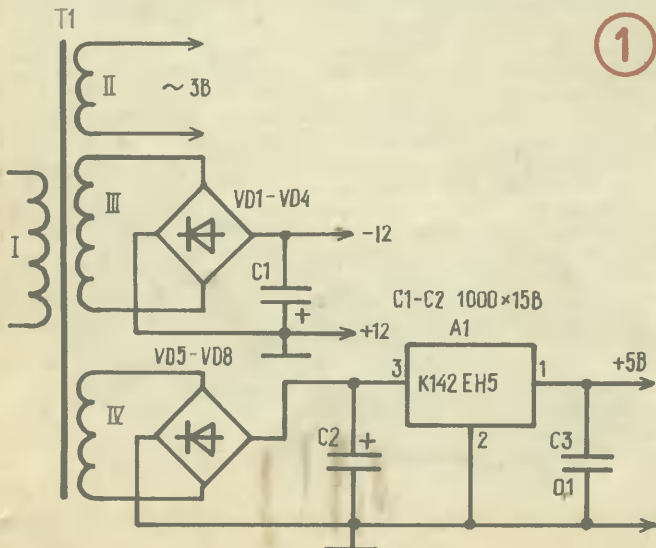 T1
1
II
~ 3В
III
VD1-VD4
-12
I
C1
+
C1-C2 1000×15В
A1
+12
VD5-VD8
3
К142 ЕН5
1
+5В
IV
C2
+
2
C3
0,1